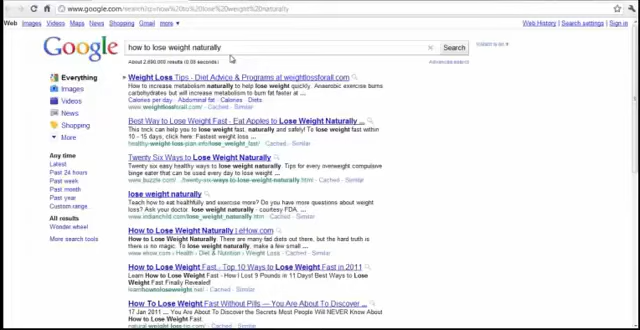 www.google.com
Web Images Videos Maps News Shopping Gmail more
Web History | Search settings | Sign in
Google
how to lose weight naturally
Search
Advanced search
Everything
Images
Videos
News
Shopping
More
Any time
Latest
Past 24 hours
Past week
Past month
Past year
Custom range.
All results
Wonder wheel
More search tools
Weight Loss Tips - Diet Advice & Programs at weightlossforall.com
How to increase metabolism naturally to help lose weight quickly. Anaerobic exercise burns
carbohydrates but will increase metabolism to burn fat faster at ...
Calories per day - Abdominal fat - Calories - Diets
www.weightlossforall.com/ - Cached - Similar
Best Way to Lose Weight Fast - Eat Apples to Lose Weight Naturally ...
This trick can help you to lose weight fast, naturally and safely! To lose weight fast within
10 - 15 days, click here: Fastest weight loss ...
Cached - Similar
Twenty Six Ways to Lose Weight Naturally
Twenty six easy healthy ways to lose weight naturally. Tips for every overweight compulsive
binge eater that can be used every day to lose weight ...
Cached - Similar
lose weight naturally
Teach how to eat healthfully and exercise more? Do you have more questions about weight
loss? Ask your doctor. lose weight naturally - courtesy FDA. ...
www.indianchild.com/lose_weight_naturally.htm - Cached - Similar
How to Lose Weight Naturally | eHow.com
How to Lose Weight Naturally. There are many fad diets out there, but the hard truth is
there is no magic. To lose weight naturally, make a few small ...
www.ehow.com › Health › Diet & Nutrition › Weight Loss - Cached - Similar
How to Lose Weight Fast - Top 10 Ways to Lose Weight Fast in 2011
Learn How to Lose Weight Fast - How I Lost 9 Pounds in 11 Days! Best Ways to Lose
Weight Fast Finally Revealed!
Cached - Similar
How To Lose Weight Fast Without Pills — You Are About To Discover ...
17 Jan 2011 ... You Are About To Discover the Secrets Most People Will NEVER Know About
How To Lose Weight Fast.
Cached - Similar